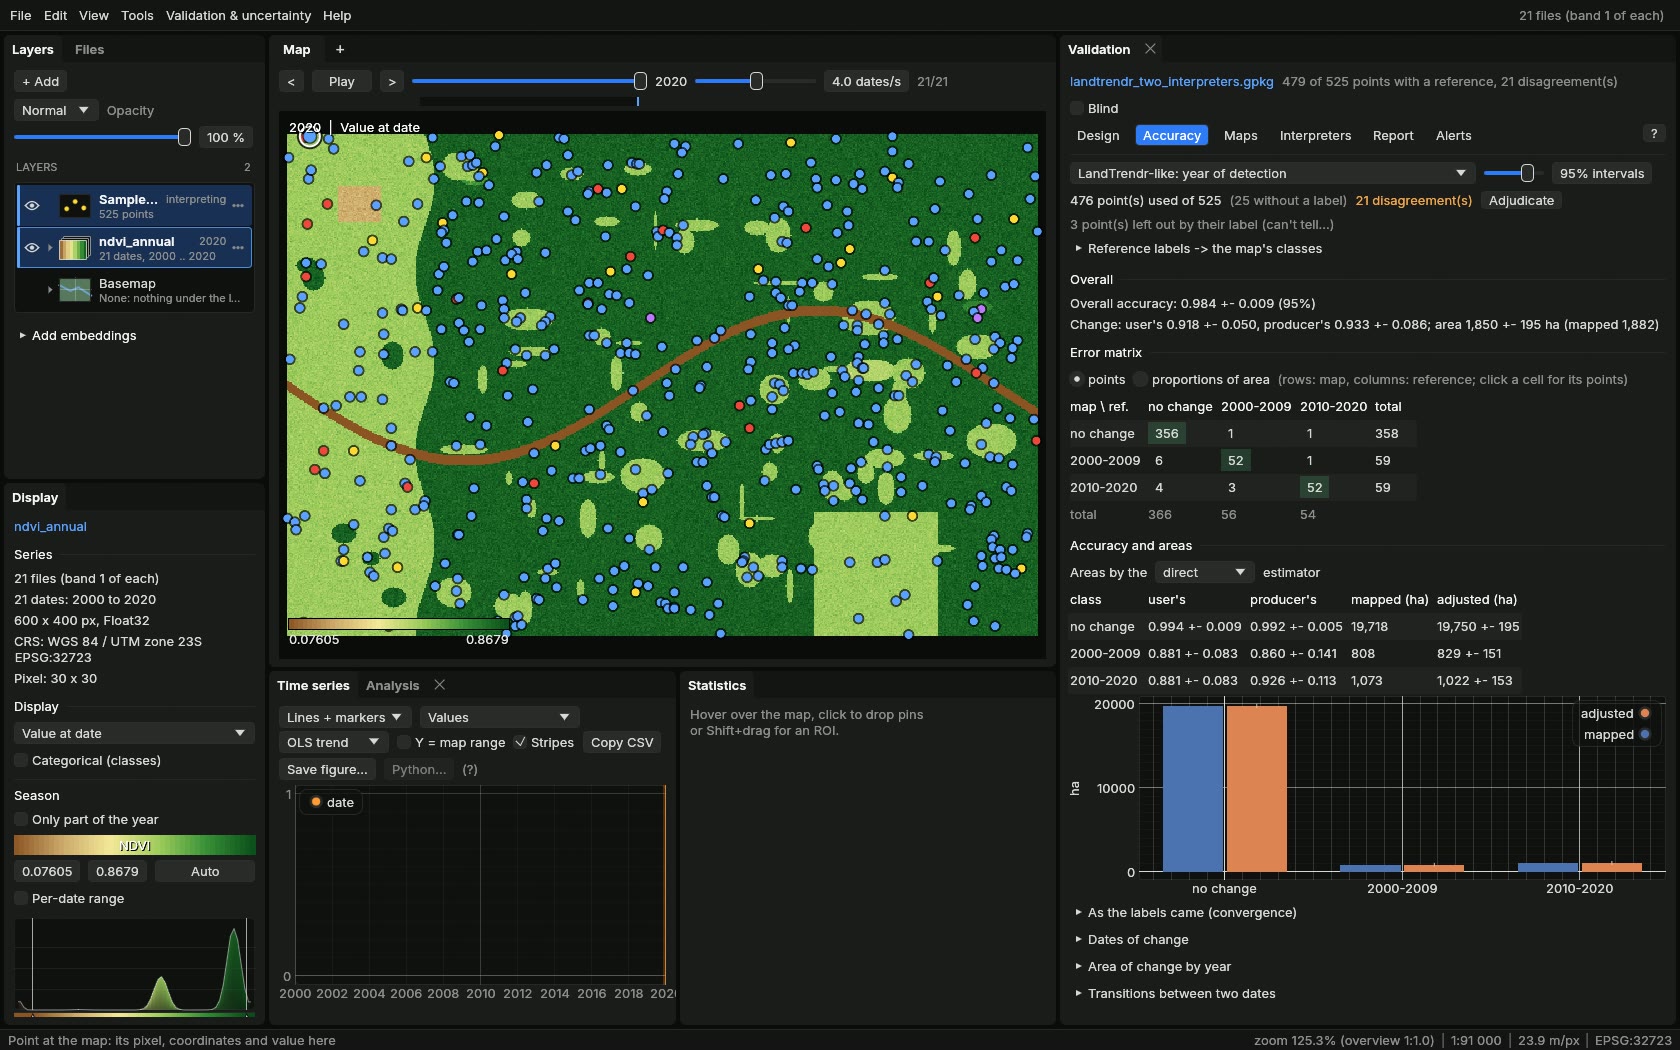 File Edit View Tools Validation & uncertainty Help 21 files (band 1 of each)
Layers Files
+ Add
Normal Opacity
100 %
LAYERS 2
Sample... interpreting
525 points
ndvi_annual 2020
21 dates, 2000 .. 2020
Basemap
None: nothing under the l...
Add embeddings
Display
ndvi_annual
Series
21 files (band 1 of each)
21 dates: 2000 to 2020
600 x 400 px, Float32
CRS: WGS 84 / UTM zone 23S
EPSG:32723
Pixel: 30 x 30
Display
Value at date
Categorical (classes)
Season
Only part of the year
NDVI
0.07605 0.8679 Auto
Per-date range
Map +
< Play > 2020 4.0 dates/s 21/21
2020 | Value at date
0.07605 0.8679
Time series Analysis
Lines + markers Values
OLS trend Y = map range Stripes Copy CSV
Save figure... Python... (?)
1
date
0
2000 2002 2004 2006 2008 2010 2012 2014 2016 2018 202
Statistics
Hover over the map, click to drop pins
or Shift+drag for an ROI.
Validation
landtrendr_two_interpreters.gpkg 479 of 525 points with a reference, 21 disagreement(s)
Blind
Design Accuracy Maps Interpreters Report Alerts ?
LandTrendr-like: year of detection 95% intervals
476 point(s) used of 525 (25 without a label) 21 disagreement(s) Adjudicate
3 point(s) left out by their label (can't tell...)
Reference labels -> the map's classes
Overall
Overall accuracy: 0.984 +- 0.009 (95%)
Change: user's 0.918 +- 0.050, producer's 0.933 +- 0.086; area 1,850 +- 195 ha (mapped 1,882)
Error matrix
points proportions of area (rows: map, columns: reference; click a cell for its points)
map \ ref. no change 2000-2009 2010-2020 total
no change 356 1 1 358
2000-2009 6 52 1 59
2010-2020 4 3 52 59
total 366 56 54
Accuracy and areas
Areas by the direct estimator
class user's producer's mapped (ha) adjusted (ha)
no change 0.994 +- 0.009 0.992 +- 0.005 19,718 19,750 +- 195
2000-2009 0.881 +- 0.083 0.860 +- 0.141 808 829 +- 151
2010-2020 0.881 +- 0.083 0.926 +- 0.113 1,073 1,022 +- 153
20000
adjusted
mapped
ha
10000
0
no change 2000-2009 2010-2020
As the labels came (convergence)
Dates of change
Area of change by year
Transitions between two dates
Point at the map: its pixel, coordinates and value here zoom 125.3% (overview 1:1.0) | 1:91 000 | 23.9 m/px | EPSG:32723